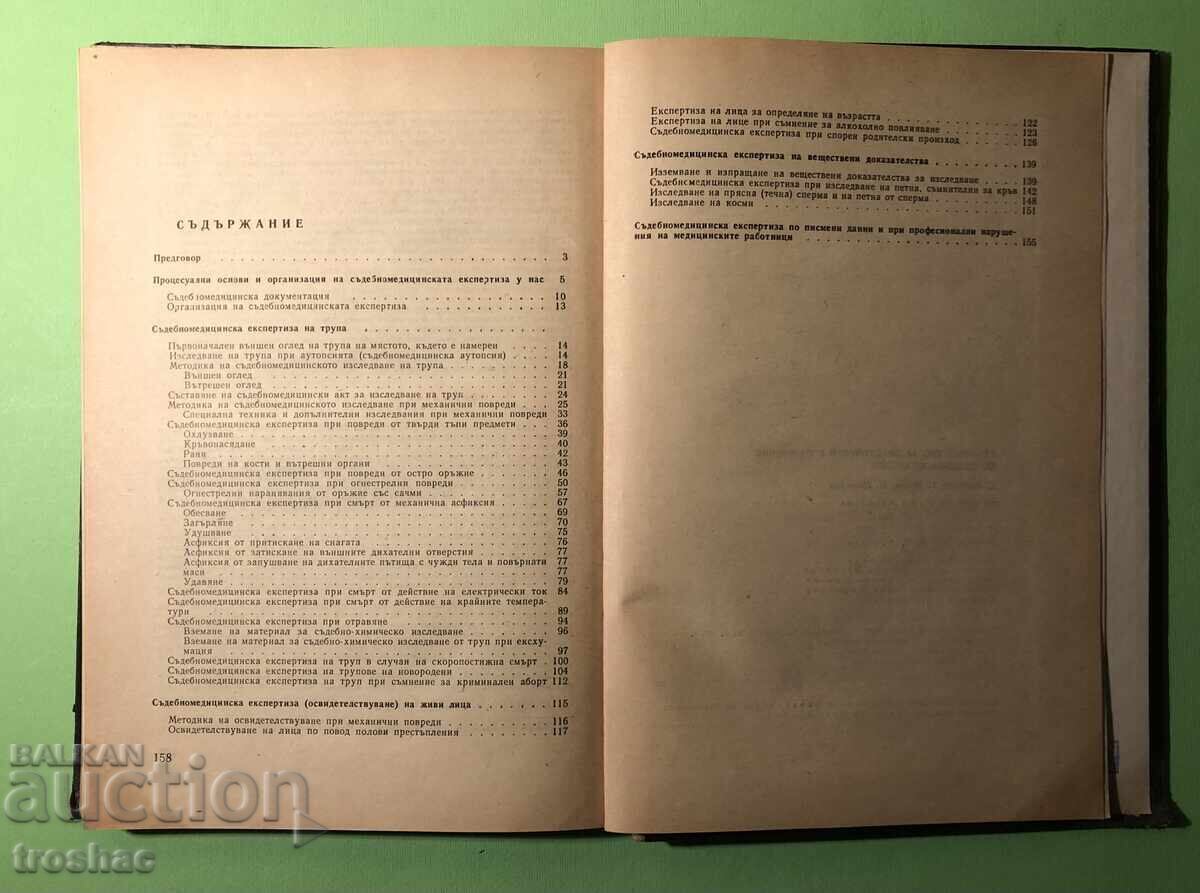 СЪДЪРЖАНИЕ
Предговор . . . . . . . . . . . . . . . . 3
Процесуални основи и организация на съдебномедицинската експертиза у нас 5
Съдебномедицинска документация . . . . . . . . 10
Организация на съдебномедицинската експертиза . . . . . . . . 13
Съдебномедицинска експертиза на трупа . . . . . . . .
Първоначален външен оглед на трупа на мястото, където е намерен . . . . 14
Изследване на трупа при аутопсията (съдебномедицинска аутопсия) . . . . 14
Методика на съдебномедицинското изследване на трупа . . . . . 18
Външен оглед . . . . . . . . 21
Вътрешен оглед . . . . . . . . 21
Съставяне на съдебномедицински акт за изследване на труп . . . . 24
Методика на съдебномедицинското изследване при механични повреди . . . . 25
Специална техника и допълнителни изследвания при механични повреди 33
Съдебномедицинска експертиза при повреди от твърди тъпи предмети . . . 36
Охлузване . . . . . . . . 39
Кръвонасядане . . . . . . . . 40
Рани . . . . . . . . 42
Повреди на кости и вътрешни органи . . . . . . . . 43
Съдебномедицинска експертиза при повреди от остро оръжие . . . . 46
Съдебномедицинска експертиза при огнестрелни повреди . . . . 50
Огнестрелни наранявания от оръжие със сачми . . . . . . . . 57
Съдебномедицинска експертиза при смърт от механична асфиксия . . . . 67
Обесване . . . . . . . . 69
Загърляне . . . . . . . . 70
Удушване . . . . . . . . 75
Асфиксия от притискане на снагата . . . . . . . . 76
Асфиксия от затискане на външните дихателни отверстия . . . . 77
Асфиксия от запушване на дихателните пътища с чужди тела и повърнати
маси . . . . . . . . 77
Удавяне . . . . . . . . 79
Съдебномедицинска експертиза при смърт от действие на електрически ток 84
Съдебномедицинска експертиза при смърт от действие на крайните темпера-
тури . . . . . . . . 89
Съдебномедицинска експертиза при отравяне . . . . . . . . 94
Вземане на материал за съдебно-химическо изследване . . . . 96
Вземане на материал за съдебно-химическо изследване от труп при ексху-
мация . . . . . . . . 97
Съдебномедицинска експертиза на труп в случаи на скоропостижна смърт . 100
Съдебномедицинска експертиза на трупове на новородени . . . . 104
Съдебномедицинска експертиза на труп при съмнение за криминален аборт 112
Съдебномедицинска експертиза (освидетелствуване) на живи лица . . . . 115
Методика на освидетелствуване при механични повреди . . . . 116
Освидетелствуване на лица по повод полови престъпления . . . . 117
158
Експертиза на лица за определяне на възрастта . . . . . . . . 122
Експертиза на лице при съмнение за алкохолно повлияване . . . . 123
Съдебномедицинска експертиза при спорен родителски произход . . . . 126
Съдебномедицинска експертиза на веществени доказателства . . . . 139
Изземване и изпращане на веществени доказателства за изследване . . . . 139
Съдебномедицинска експертиза при изследване на петна, съмнителни за кръв 142
Изследване на прясна (течна) сперма и на петна от сперма . . . . 148
Изследване на косми . . . . . . . . 151
Съдебномедицинска експертиза по писмени данни и при професионални наруше-
ния на медицинските работници . . . . . . . . 155
BALKAN
auction
troshac